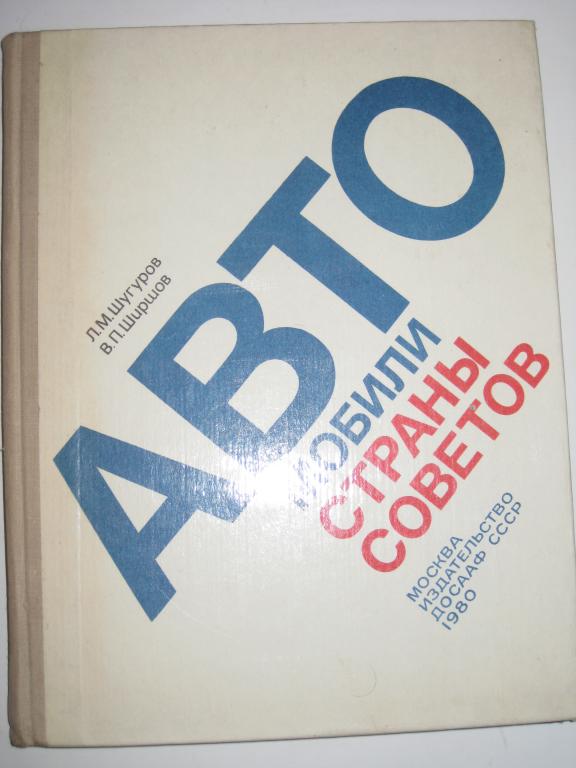 Л.М.Шугуров
В.П.Ширшов
АВТО
МОБИЛИ
СТРАНЫ
СОВЕТОВ
МОСКВА
ИЗДАТЕЛЬСТВО
ДОСААФ СССР
1980